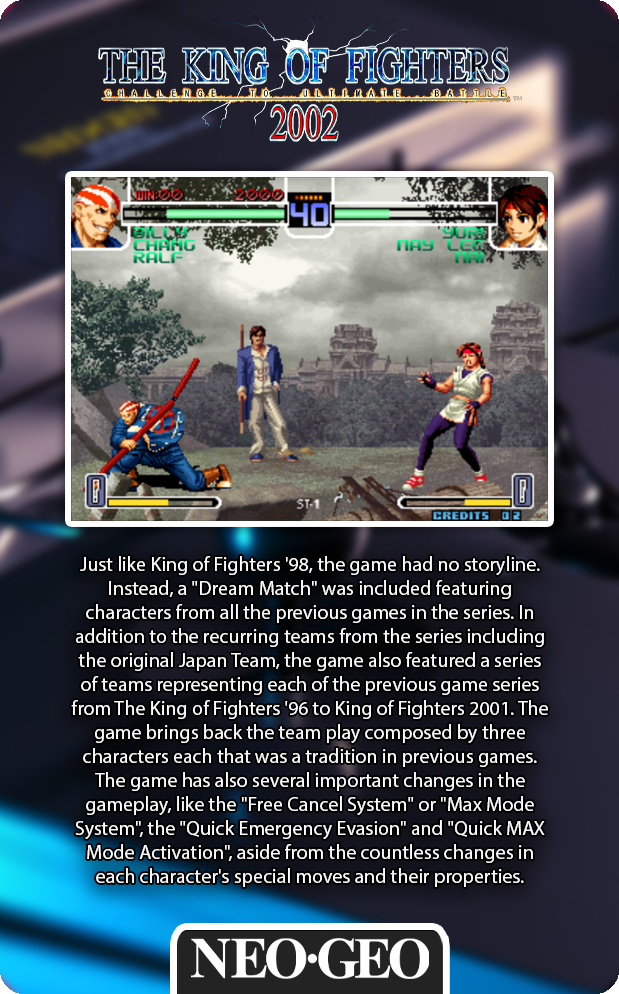 THE KING OF FIGHTERS
CHALLENGE TO ULTIMATE BATTLE
TM
2002
WIN:00 2000
40
BILLY
CHANG
RALF
YURI
MAY LEE
MAI
ST-1
CREDITS 02
Just like King of Fighters '98, the game had no storyline.
Instead, a "Dream Match" was included featuring
characters from all the previous games in the series. In
addition to the recurring teams from the series including
the original Japan Team, the game also featured a series
of teams representing each of the previous game series
from The King of Fighters '96 to King of Fighters 2001. The
game brings back the team play composed by three
characters each that was a tradition in previous games.
The game has also several important changes in the
gameplay, like the "Free Cancel System" or "Max Mode
System", the "Quick Emergency Evasion" and "Quick MAX
Mode Activation", aside from the countless changes in
each character's special moves and their properties.
NEO•GEO